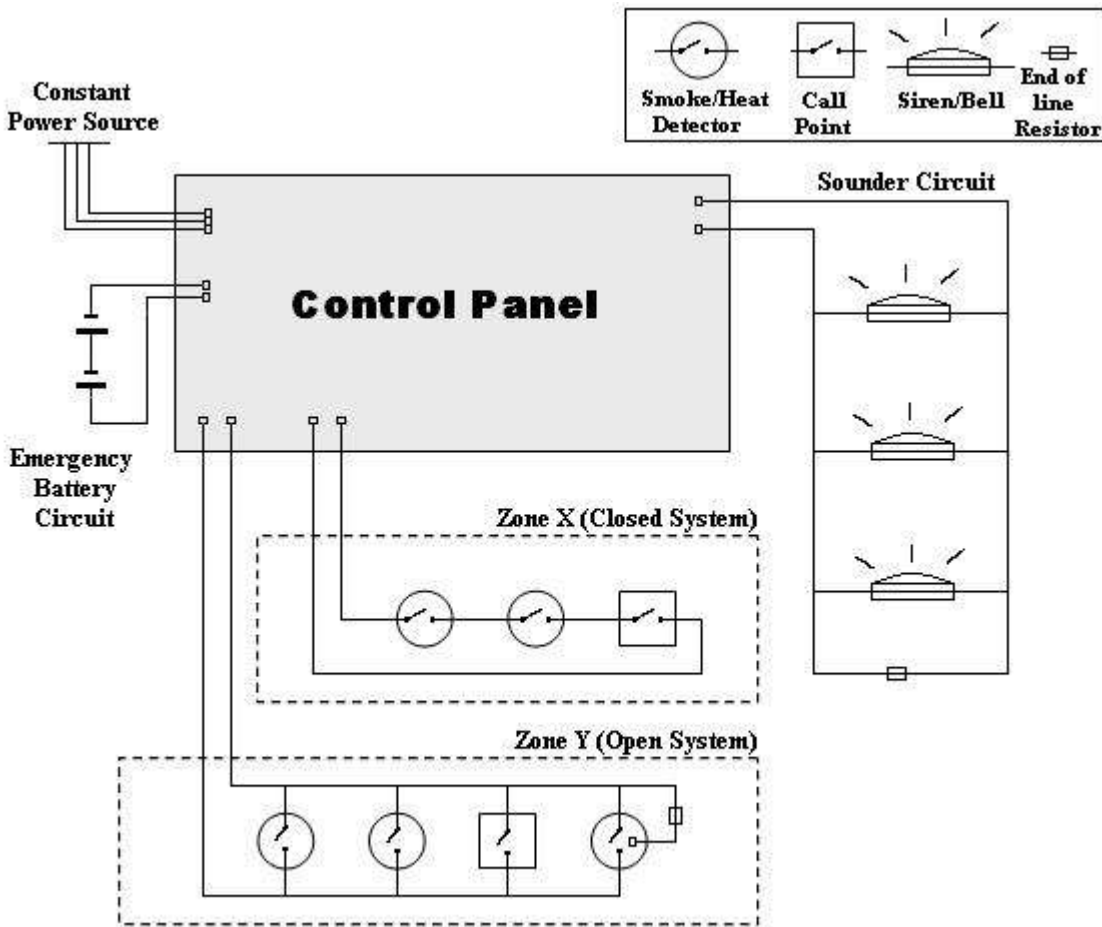 Smoke/Heat
Detector
Call
Point
Siren/Bell
End of
line
Resistor
Constant
Power Source
Sounder Circuit
Control Panel
Emergency
Battery
Circuit
Zone X (Closed System)
Zone Y (Open System)